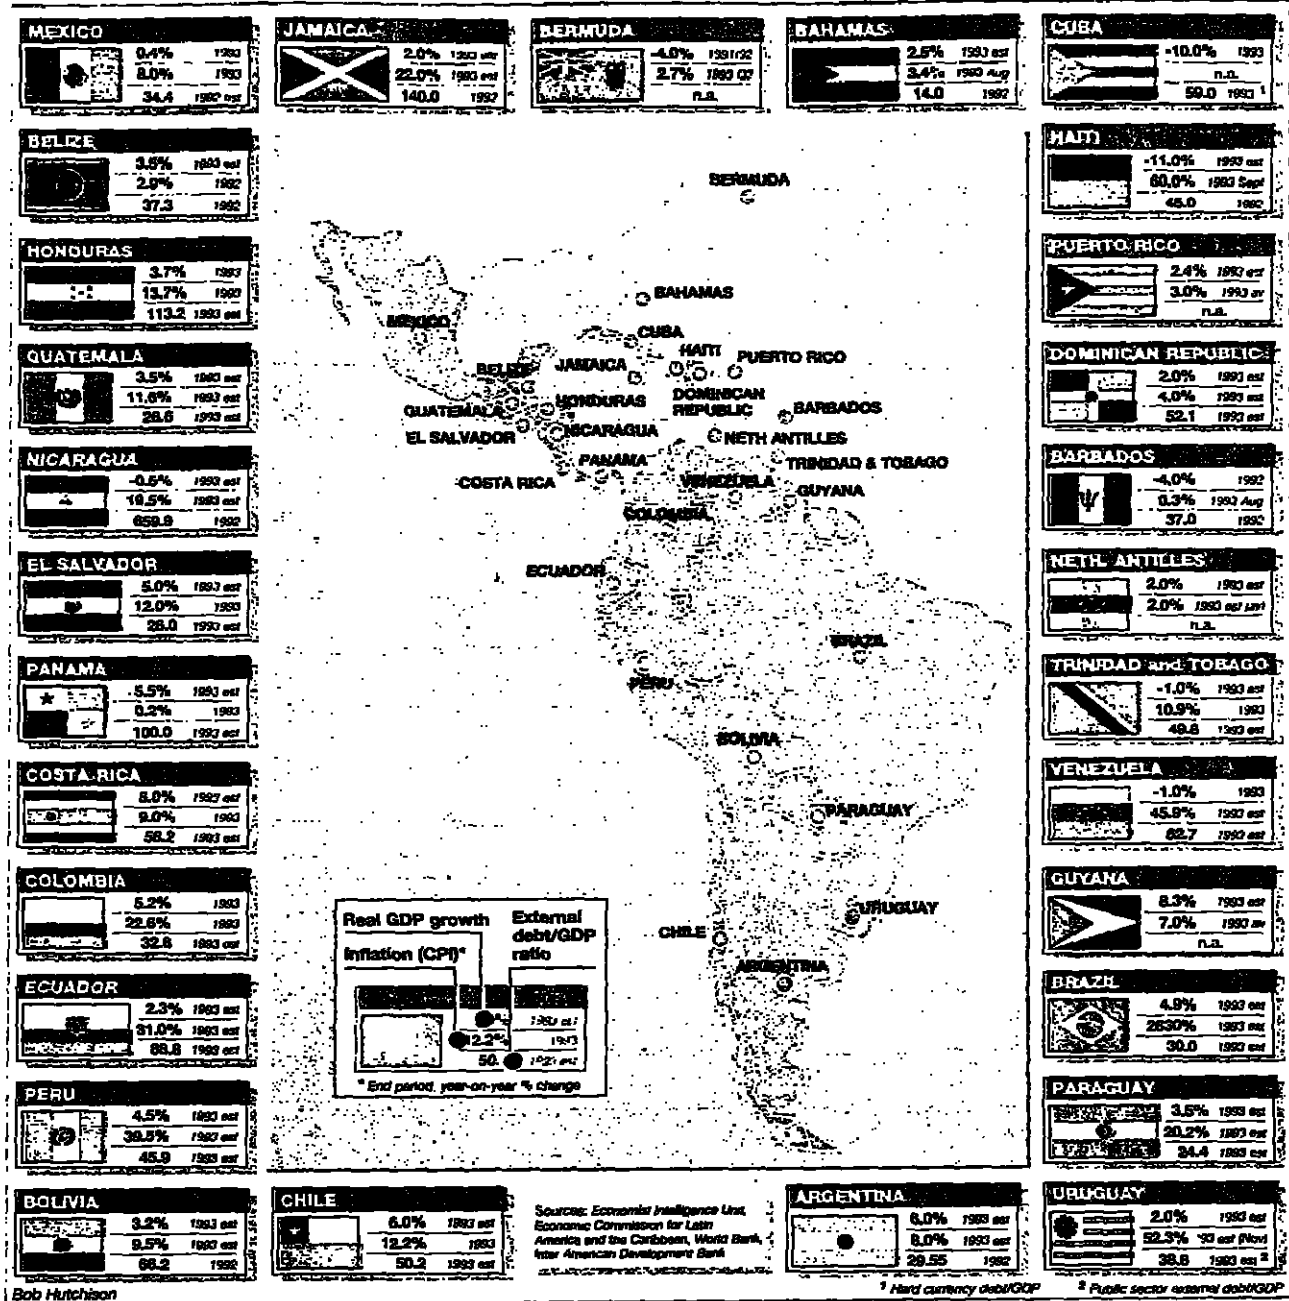 MEXICO
0.4% 1993
8.0% 1993
34.4 1992 est
JAMAICA
2.0% 1993 est
22.0% 1993 est
140.0 1992
BERMUDA
-4.0% 1991/92
2.7% 1993 Q2
n.a.
BAHAMAS
2.5% 1993 est
3.4% 1993 Aug
14.0 1992
CUBA
-10.0% 1993
n.a.
59.0 1993 ¹
BELIZE
3.5% 1993 est
2.9% 1992
37.3 1992
HONDURAS
3.7% 1993
13.7% 1993
113.2 1993 est
GUATEMALA
3.5% 1993 est
11.6% 1993 est
26.6 1993 est
NICARAGUA
-0.5% 1993 est
19.5% 1993 est
659.9 1992
EL SALVADOR
5.0% 1993 est
12.0% 1993
26.0 1993 est
PANAMA
5.5% 1993 est
0.2% 1993
100.0 1993 est
COSTA RICA
1993 est
9.0% 1993
56.2 1993 est
COLOMBIA
5.2% 1993
22.6% 1993
32.8 1993 est
ECUADOR
2.3% 1993 est
31.0% 1993 est
1993 est
PERU
4.5% 1993 est
39.5% 1993 est
45.9 1993 est
BOLIVIA
3.2% 1993 est
9.5% 1993 est
66.2 1992
CHILE
6.0% 1993 est
12.2% 1993
50.2 1993 est
BERMUDA
BAHAMAS
MEXICO
CUBA
HAITI
PUERTO RICO
JAMAICA
BELIZE
DOMINICAN
REPUBLIC
GUATEMALA
HONDURAS
BARBADOS
EL SALVADOR
NICARAGUA
NETH ANTILLES
PANAMA
TRINIDAD & TOBAGO
COSTA RICA
VENEZUELA
GUYANA
COLOMBIA
ECUADOR
BRAZIL
PERU
BOLIVIA
PARAGUAY
URUGUAY
CHILE
ARGENTINA
Real GDP growth
External
debt/GDP
ratio
Inflation (CPI)*
1993 est
12.2% 1993
50. 1993 est
* End period, year-on-year % change
HAITI
-11.0% 1993 est
60.0% 1993 Sept
45.0 1992
PUERTO RICO
2.4% 1993 est
3.0% 1993 av
n.a.
DOMINICAN REPUBLIC
2.0% 1993 est
4.0% 1993 est
52.1 1993 est
BARBADOS
-4.0% 1992
0.3% 1993 Aug
37.0 1992
NETH. ANTILLES
2.0% 1993 est
2.0% 1993 est
n.a.
TRINIDAD and TOBAGO
-1.0% 1993 est
10.9% 1993
1993 est
VENEZUELA
-1.0% 1993
45.9% 1993 est
62.7 1993 est
GUYANA
8.3% 1993 est
7.0% 1993 av
n.a.
BRAZIL
4.9% 1993 est
2630% 1993 est
30.0 1993 est
PARAGUAY
3.5% 1993 est
20.2% 1993 est
24.4 1993 est
URUGUAY
2.0% 1993 est
52.3% '93 est (Nov)
38.8 1993 est ²
ARGENTINA
6.0% 1993 est
8.0% 1993 est
29.55 1992
Sources: Economist Intelligence Unit,
Economic Commission for Latin
America and the Caribbean, World Bank,
Inter American Development Bank
Bob Hutchison
¹ Hard currency debt/GDP
² Public sector external debt/GDP